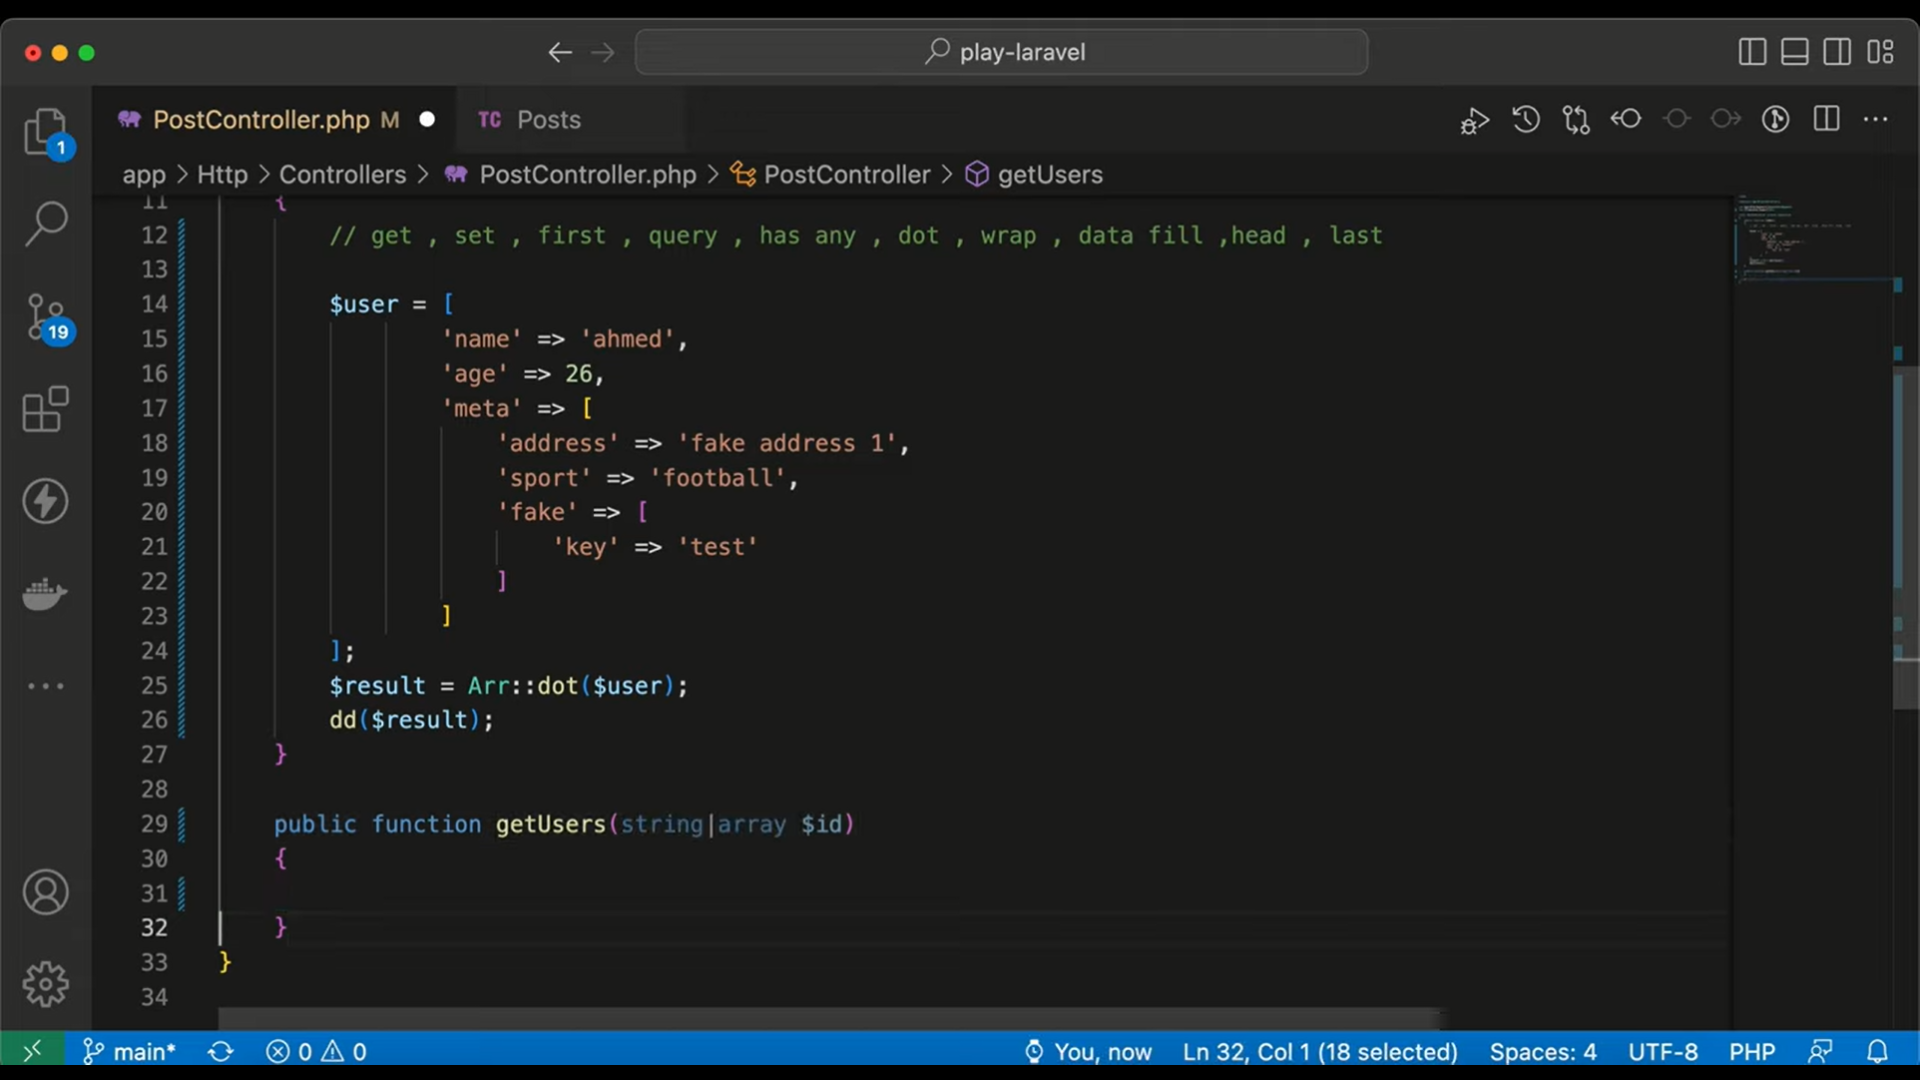 play-laravel
PostController.php M
TC Posts
app > Http > Controllers > PostController.php > PostController > getUsers
1
19
11 {
12 // get , set , first , query , has any , dot , wrap , data fill ,head , last
13
14 $user = [
15 'name' => 'ahmed',
16 'age' => 26,
17 'meta' => [
18 'address' => 'fake address 1',
19 'sport' => 'football',
20 'fake' => [
21 'key' => 'test'
22 ]
23 ]
24 ];
25 $result = Arr::dot($user);
26 dd($result);
27 }
28
29 public function getUsers(string|array $id)
30 {
31
32 }
33 }
34
main* 0 0 You, now Ln 32, Col 1 (18 selected) Spaces: 4 UTF-8 PHP